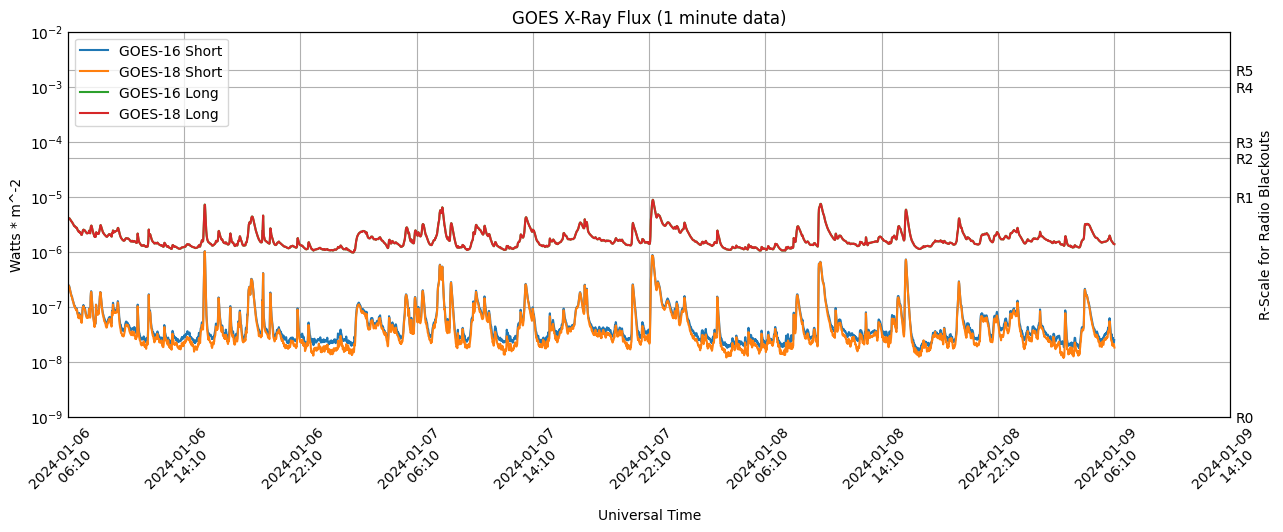 GOES X-Ray Flux (1 minute data)
GOES-16 Short
GOES-18 Short
GOES-16 Long
GOES-18 Long
10^-2
10^-3
10^-4
10^-5
10^-6
10^-7
10^-8
10^-9
Watts * m^-2
R5
R4
R3
R2
R1
R0
R-Scale for Radio Blackouts
2024-01-06
06:10
2024-01-06
14:10
2024-01-06
22:10
2024-01-07
06:10
2024-01-07
14:10
2024-01-07
22:10
2024-01-08
06:10
2024-01-08
14:10
2024-01-08
22:10
2024-01-09
06:10
2024-01-09
14:10
Universal Time